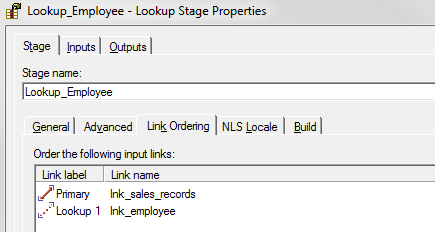 Lookup_Employee - Lookup Stage Properties
Stage Inputs Outputs
Stage name:
Lookup_Employee
General Advanced Link Ordering NLS Locale Build
Order the following input links:
Link label Link name
Primary lnk_sales_records
Lookup 1 lnk_employee